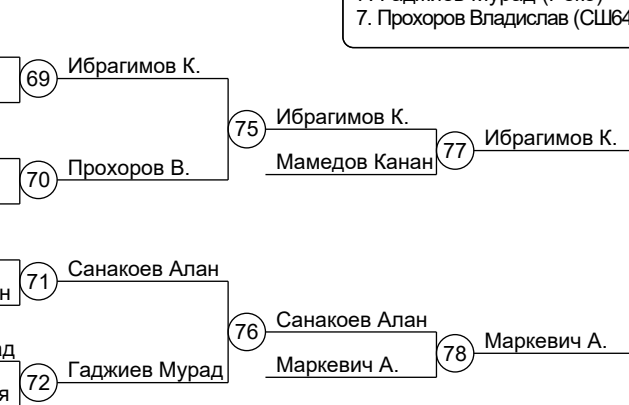 7. Прохоров Владислав (СШ64
69 Ибрагимов К.
75 Ибрагимов К.
77 Ибрагимов К.
Мамедов Канан
70 Прохоров В.
71 Санакоев Алан
н
76 Санакоев Алан
78 Маркевич А.
Маркевич А.
ад
72 Гаджиев Мурад
я